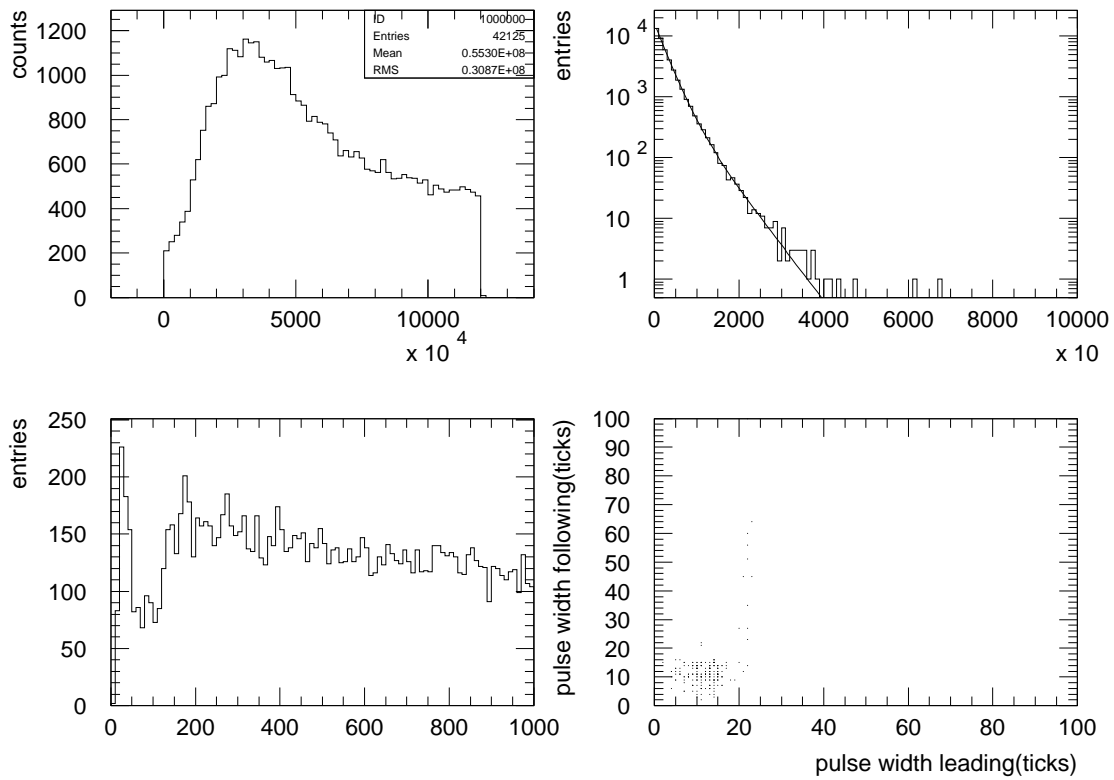 ID 1000000
Entries 42125
Mean 0.5530E+08
RMS 0.3087E+08
counts
1200
1000
800
600
400
200
0
0 5000 10000
x 10 4
entries
10 4
10 3
10 2
10
1
0 2000 4000 6000 8000 10000
x 10
entries
250
200
150
100
50
0
0 200 400 600 800 1000
pulse width following(ticks)
100
90
80
70
60
50
40
30
20
10
0
0 20 40 60 80 100
pulse width leading(ticks)